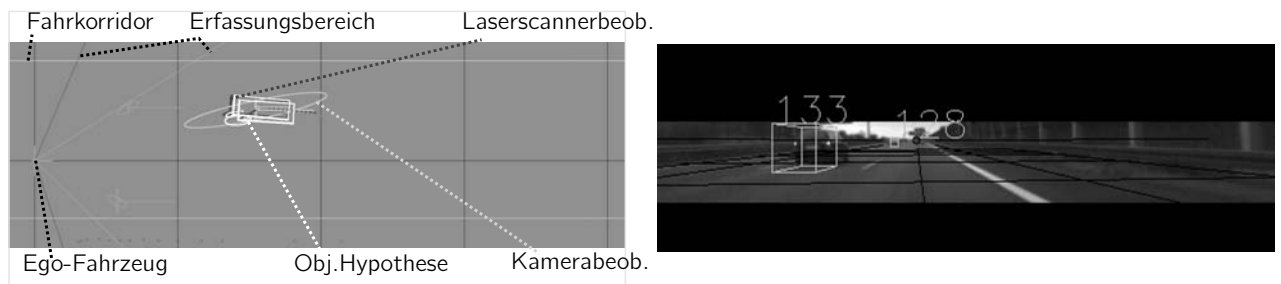 Fahrkorridor Erfassungsbereich Laserscannerbeob.
133
128
Ego-Fahrzeug Obj.Hypothese Kamerabeob.